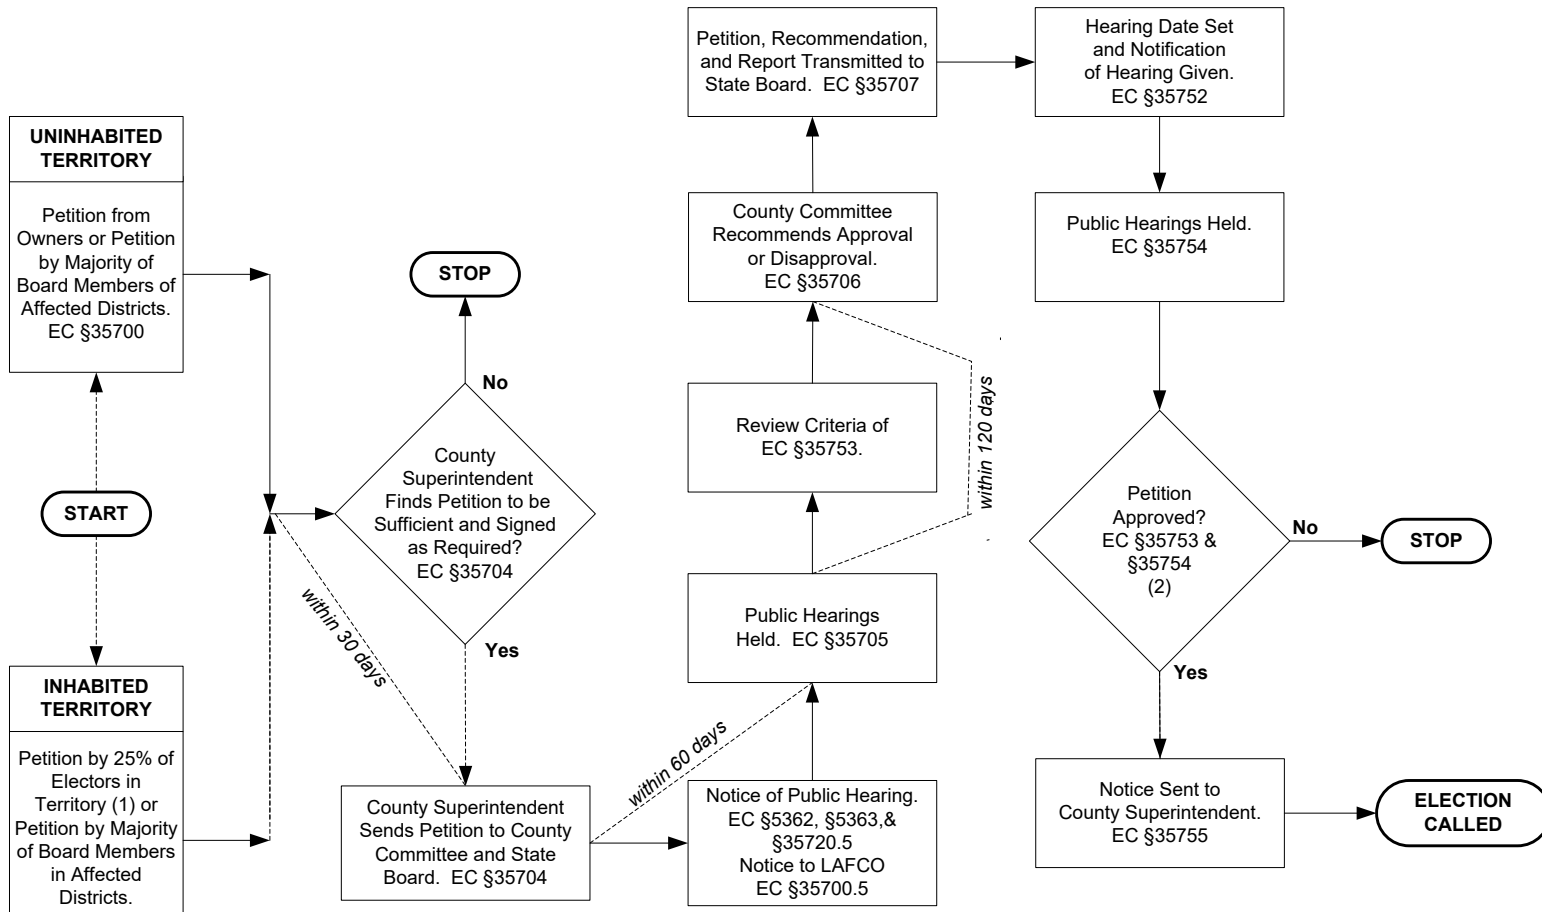 UNINHABITED
TERRITORY
Petition from
Owners or Petition
by Majority of
Board Members of
Affected Districts.
EC §35700
START
INHABITED
TERRITORY
Petition by 25% of
Electors in
Territory (1) or
Petition by Majority
of Board Members
in Affected
Districts.
STOP
No
County
Superintendent
Finds Petition to be
Sufficient and Signed
as Required?
EC §35704
Yes
within 30 days
County Superintendent
Sends Petition to County
Committee and State
Board.  EC §35704
within 60 days
Notice of Public Hearing.
EC §5362, §5363,&
§35720.5
Notice to LAFCO
EC §35700.5
Public Hearings
Held.  EC §35705
within 120 days
Review Criteria of
EC §35753.
County Committee
Recommends Approval
or Disapproval.
EC §35706
Petition, Recommendation,
and Report Transmitted to
State Board.  EC §35707
Hearing Date Set
and Notification
of Hearing Given.
EC §35752
Public Hearings Held.
EC §35754
Petition
Approved?
EC §35753 &
§35754
(2)
No
STOP
Yes
Notice Sent to
County Superintendent.
EC §35755
ELECTION
CALLED